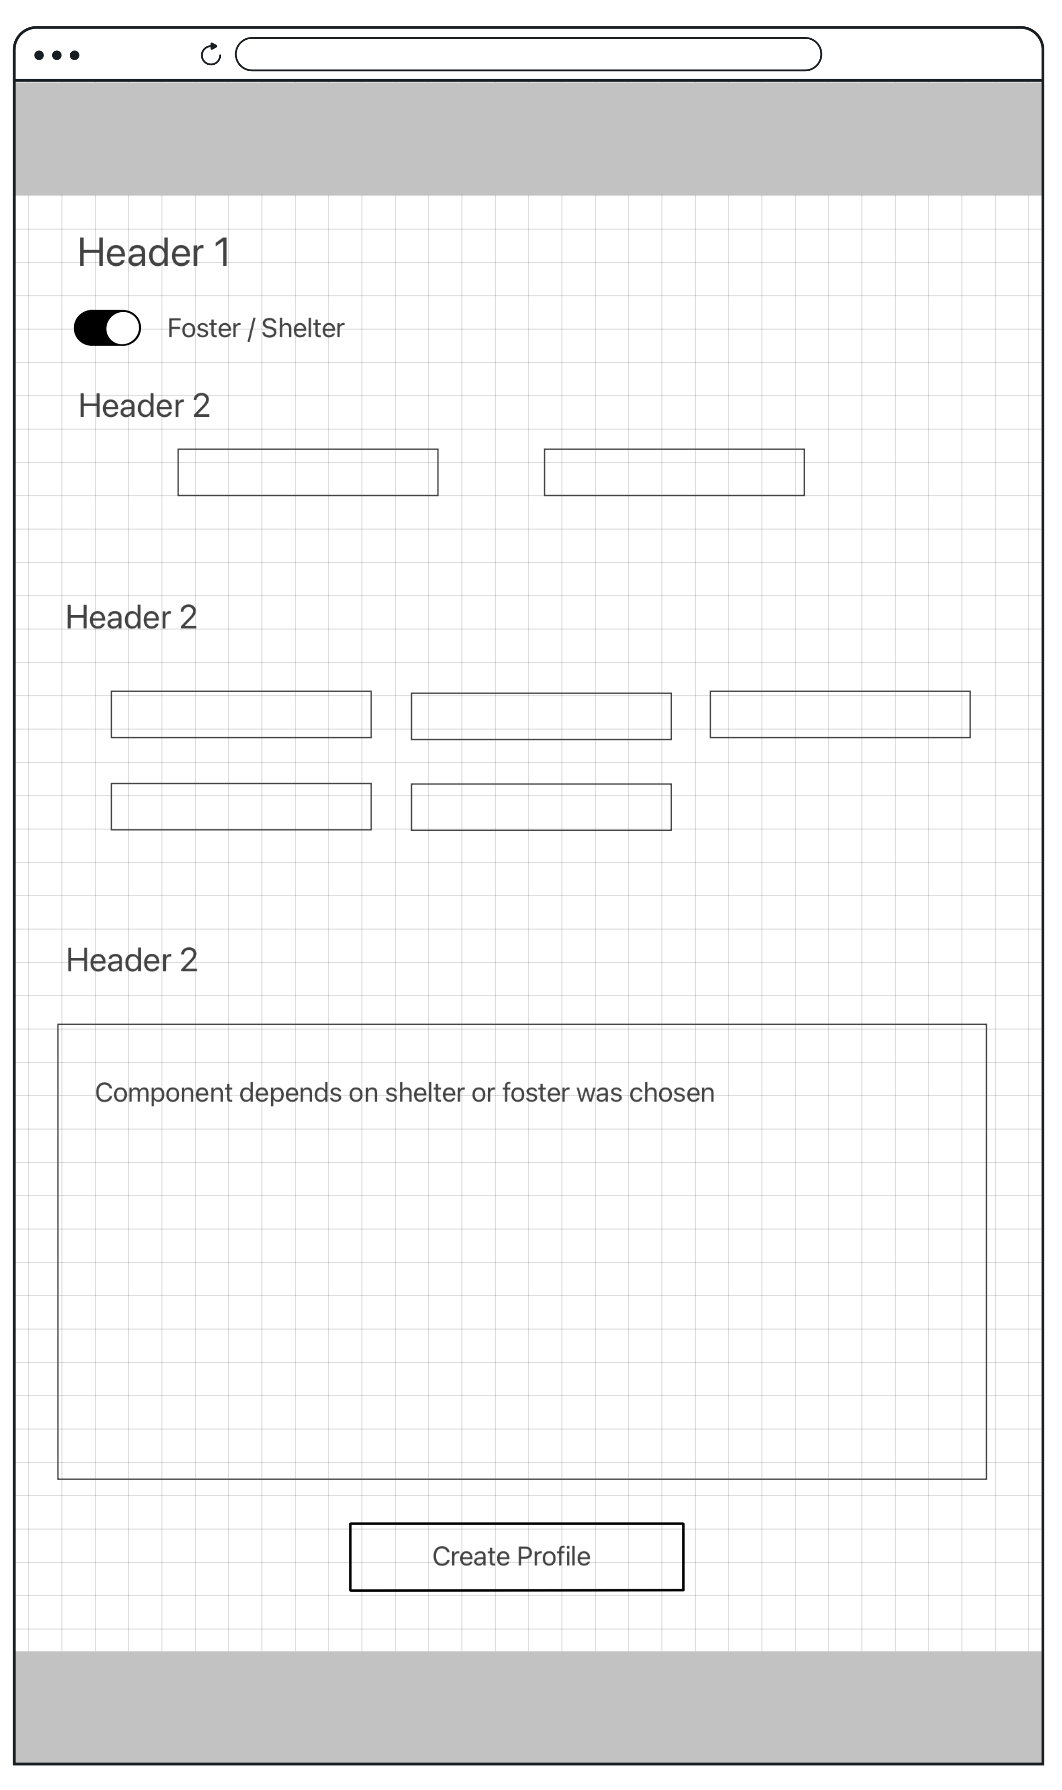 Header 1
Foster / Shelter
Header 2
Header 2
Header 2
Component depends on shelter or foster was chosen
Create Profile